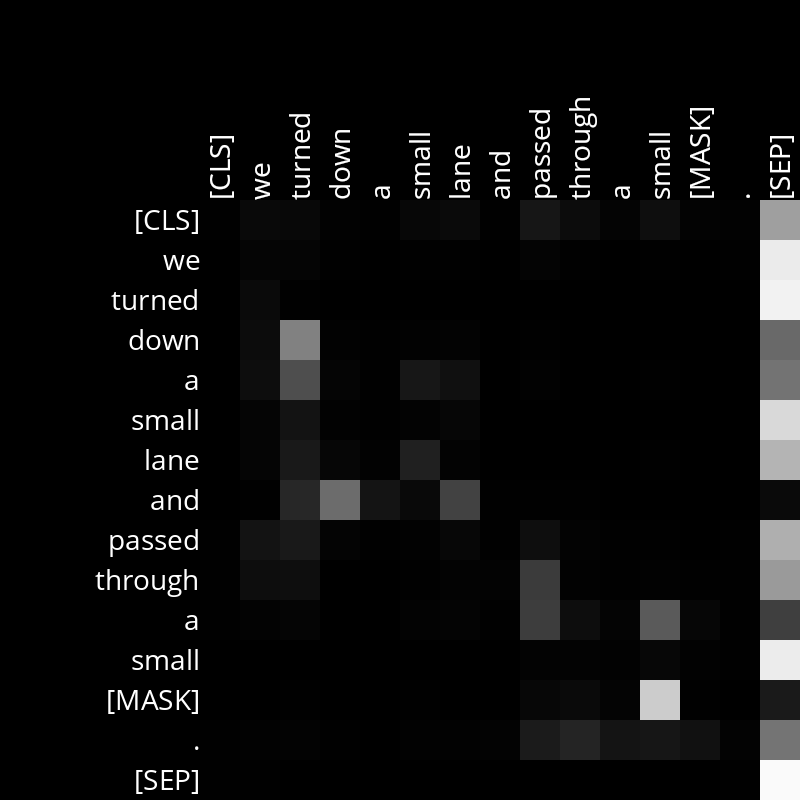 [CLS] we turned down a small lane and passed through a small [MASK] . [SEP]
[CLS]
we
turned
down
a
small
lane
and
passed
through
a
small
[MASK]
.
[SEP]